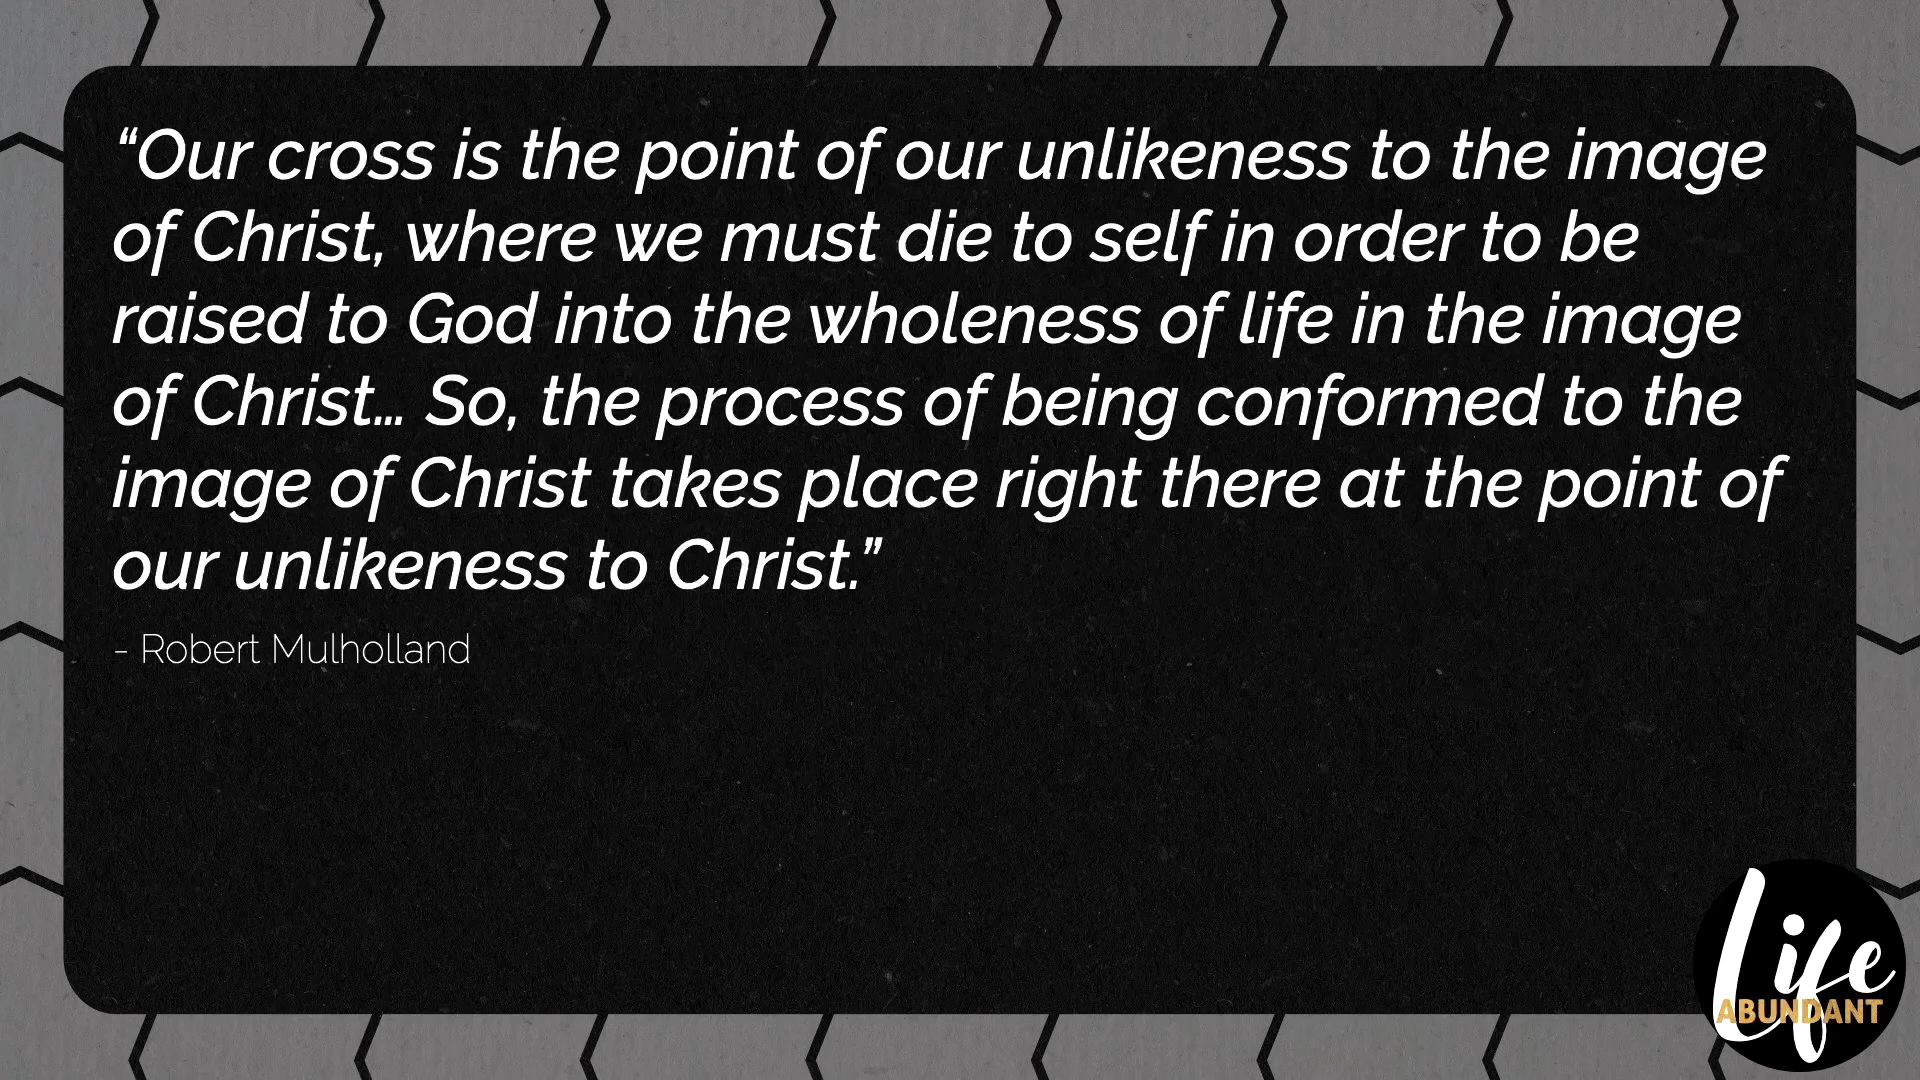 “Our cross is the point of our unlikeness to the image
of Christ, where we must die to self in order to be
raised to God into the wholeness of life in the image
of Christ… So, the process of being conformed to the
image of Christ takes place right there at the point of
our unlikeness to Christ.”
- Robert Mulholland
Life
ABUNDANT